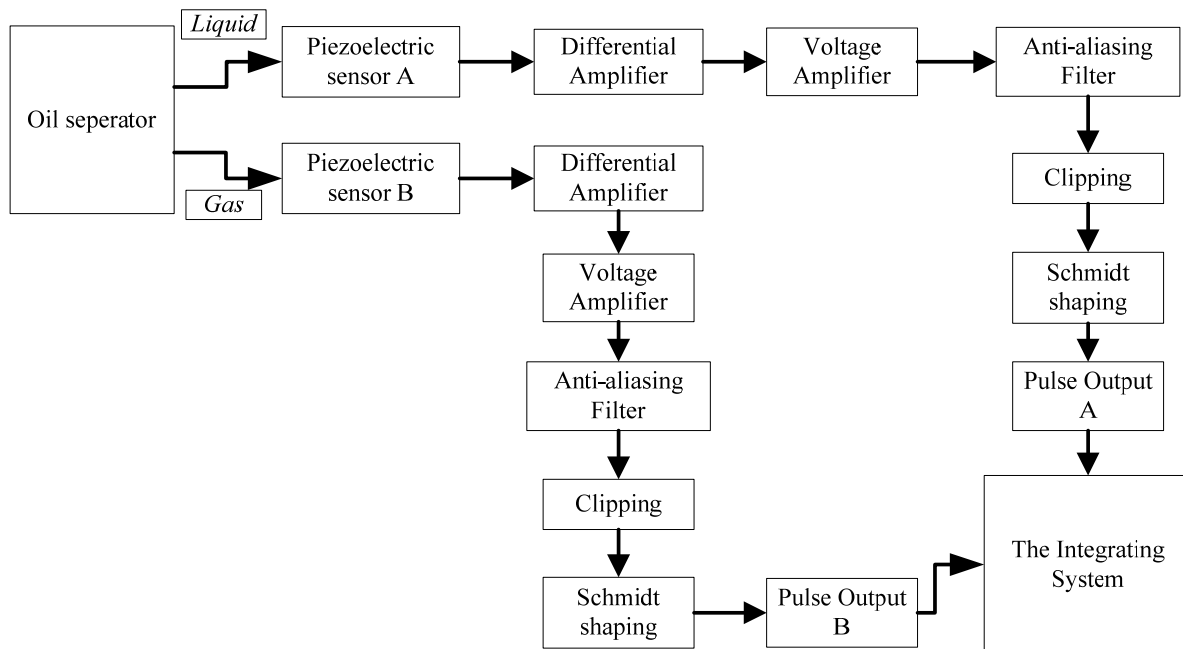 Liquid
Oil seperator
Piezoelectric
sensor A
Differential
Amplifier
Voltage
Amplifier
Anti-aliasing
Filter
Gas
Piezoelectric
sensor B
Differential
Amplifier
Clipping
Voltage
Amplifier
Schmidt
shaping
Anti-aliasing
Filter
Pulse Output
A
Clipping
The Integrating
System
Schmidt
shaping
Pulse Output
B